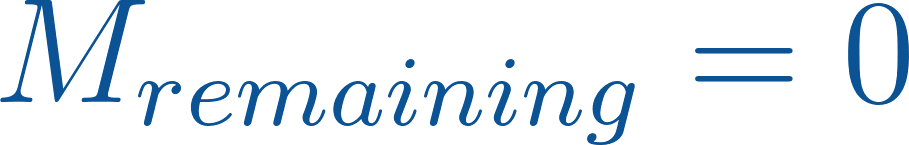 M_{remaining} = 0